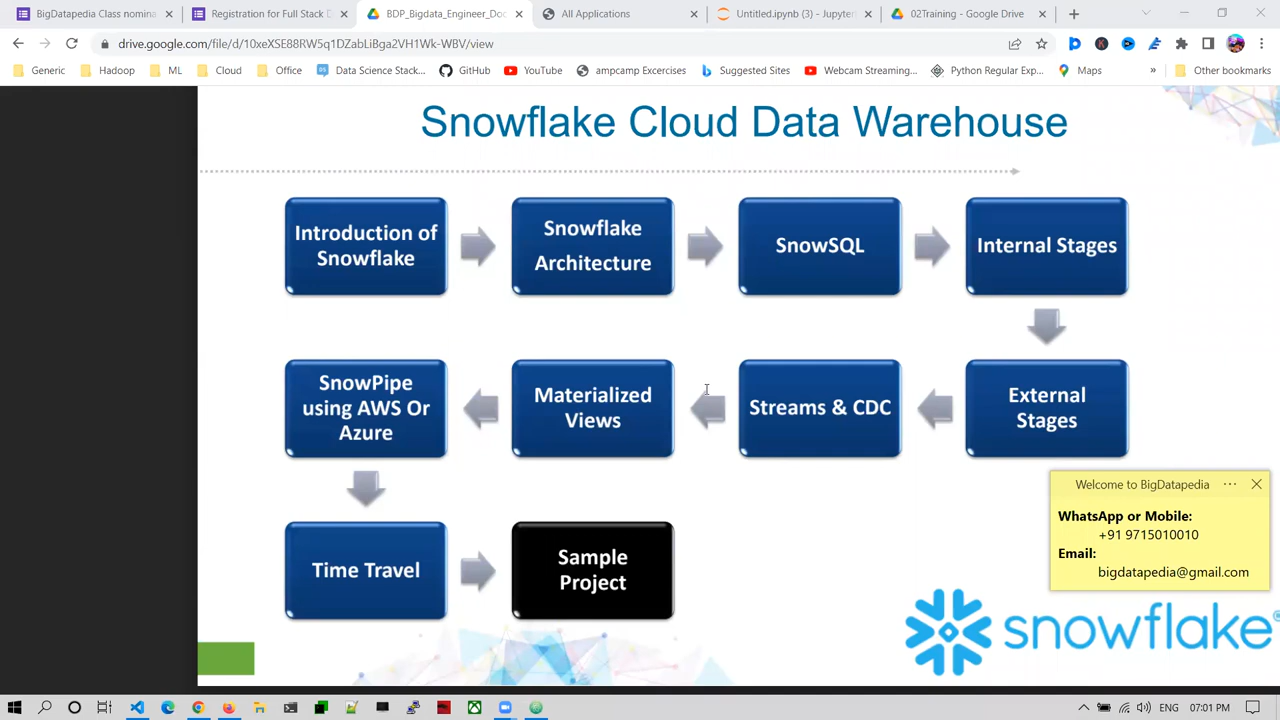 BigDatapedia Class nomina
Registration for Full Stack D
BDP_Bigdata_Engineer_Doc
All Applications
Untitled.ipynb (3) - Jupyter
02Training - Google Drive
drive.google.com/file/d/10xeXSE88RW5q1DZabLiBga2VH1Wk-WBV/view
Generic
Hadoop
ML
Cloud
Office
Data Science Stack...
GitHub
YouTube
ampcamp Excercises
Suggested Sites
Webcam Streaming...
Python Regular Exp...
Maps
»
Other bookmarks
Snowflake Cloud Data Warehouse
Introduction of
Snowflake
Snowflake
Architecture
SnowSQL
Internal Stages
SnowPipe
using AWS Or
Azure
Materialized
Views
Streams & CDC
External
Stages
Time Travel
Sample
Project
Welcome to BigDatapedia
WhatsApp or Mobile:
+91 9715010010
Email:
bigdatapedia@gmail.com
snowflake
ENG
07:01 PM